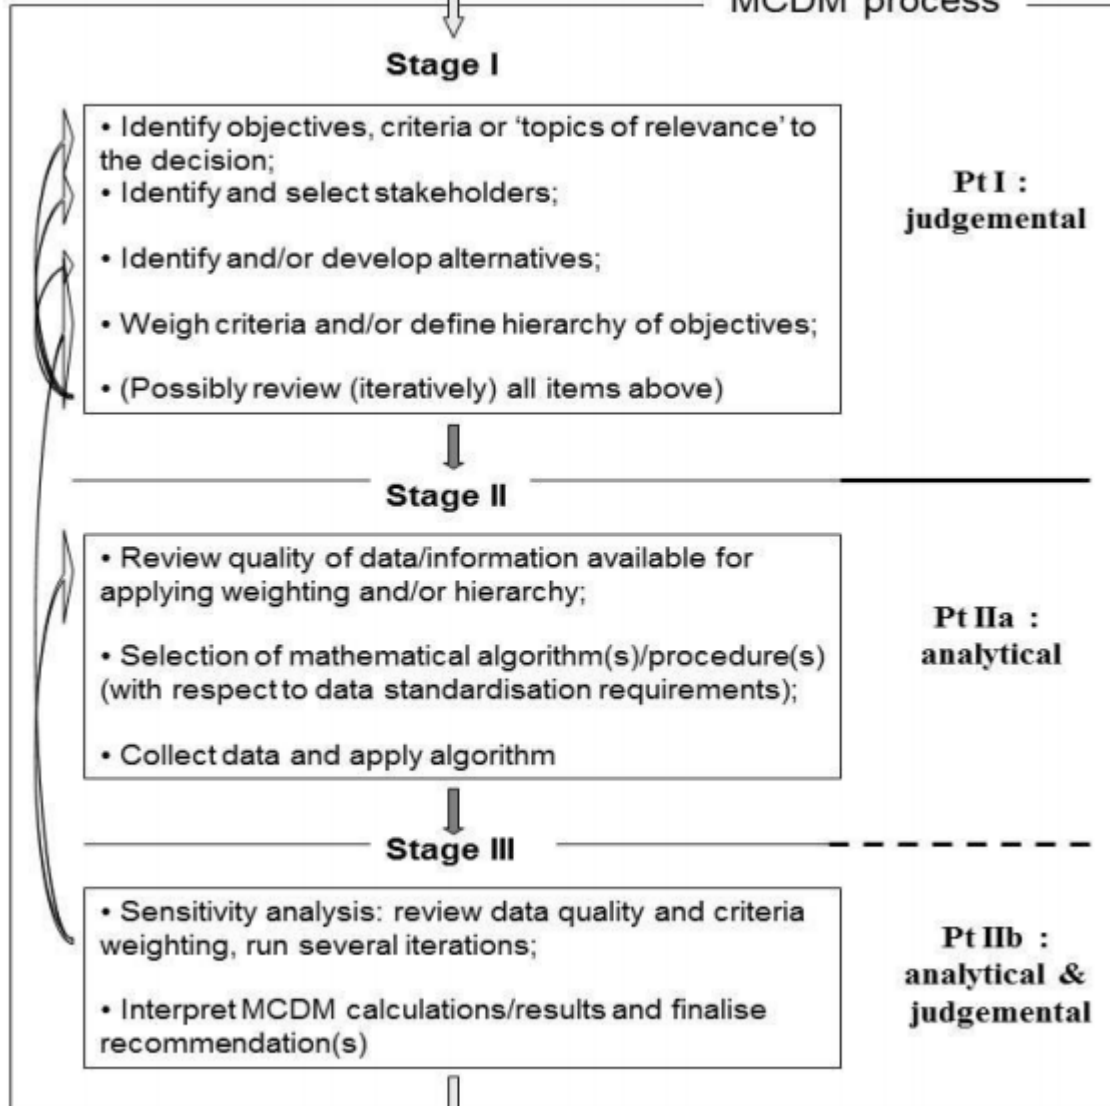 MCDM process
Stage I
• Identify objectives, criteria or ‘topics of relevance’ to
the decision;
• Identify and select stakeholders;
• Identify and/or develop alternatives;
• Weigh criteria and/or define hierarchy of objectives;
• (Possibly review (iteratively) all items above)
Pt I :
judgemental
Stage II
• Review quality of data/information available for
applying weighting and/or hierarchy;
• Selection of mathematical algorithm(s)/procedure(s)
(with respect to data standardisation requirements);
• Collect data and apply algorithm
Pt IIa :
analytical
Stage III
• Sensitivity analysis: review data quality and criteria
weighting, run several iterations;
• Interpret MCDM calculations/results and finalise
recommendation(s)
Pt IIb :
analytical &
judgemental